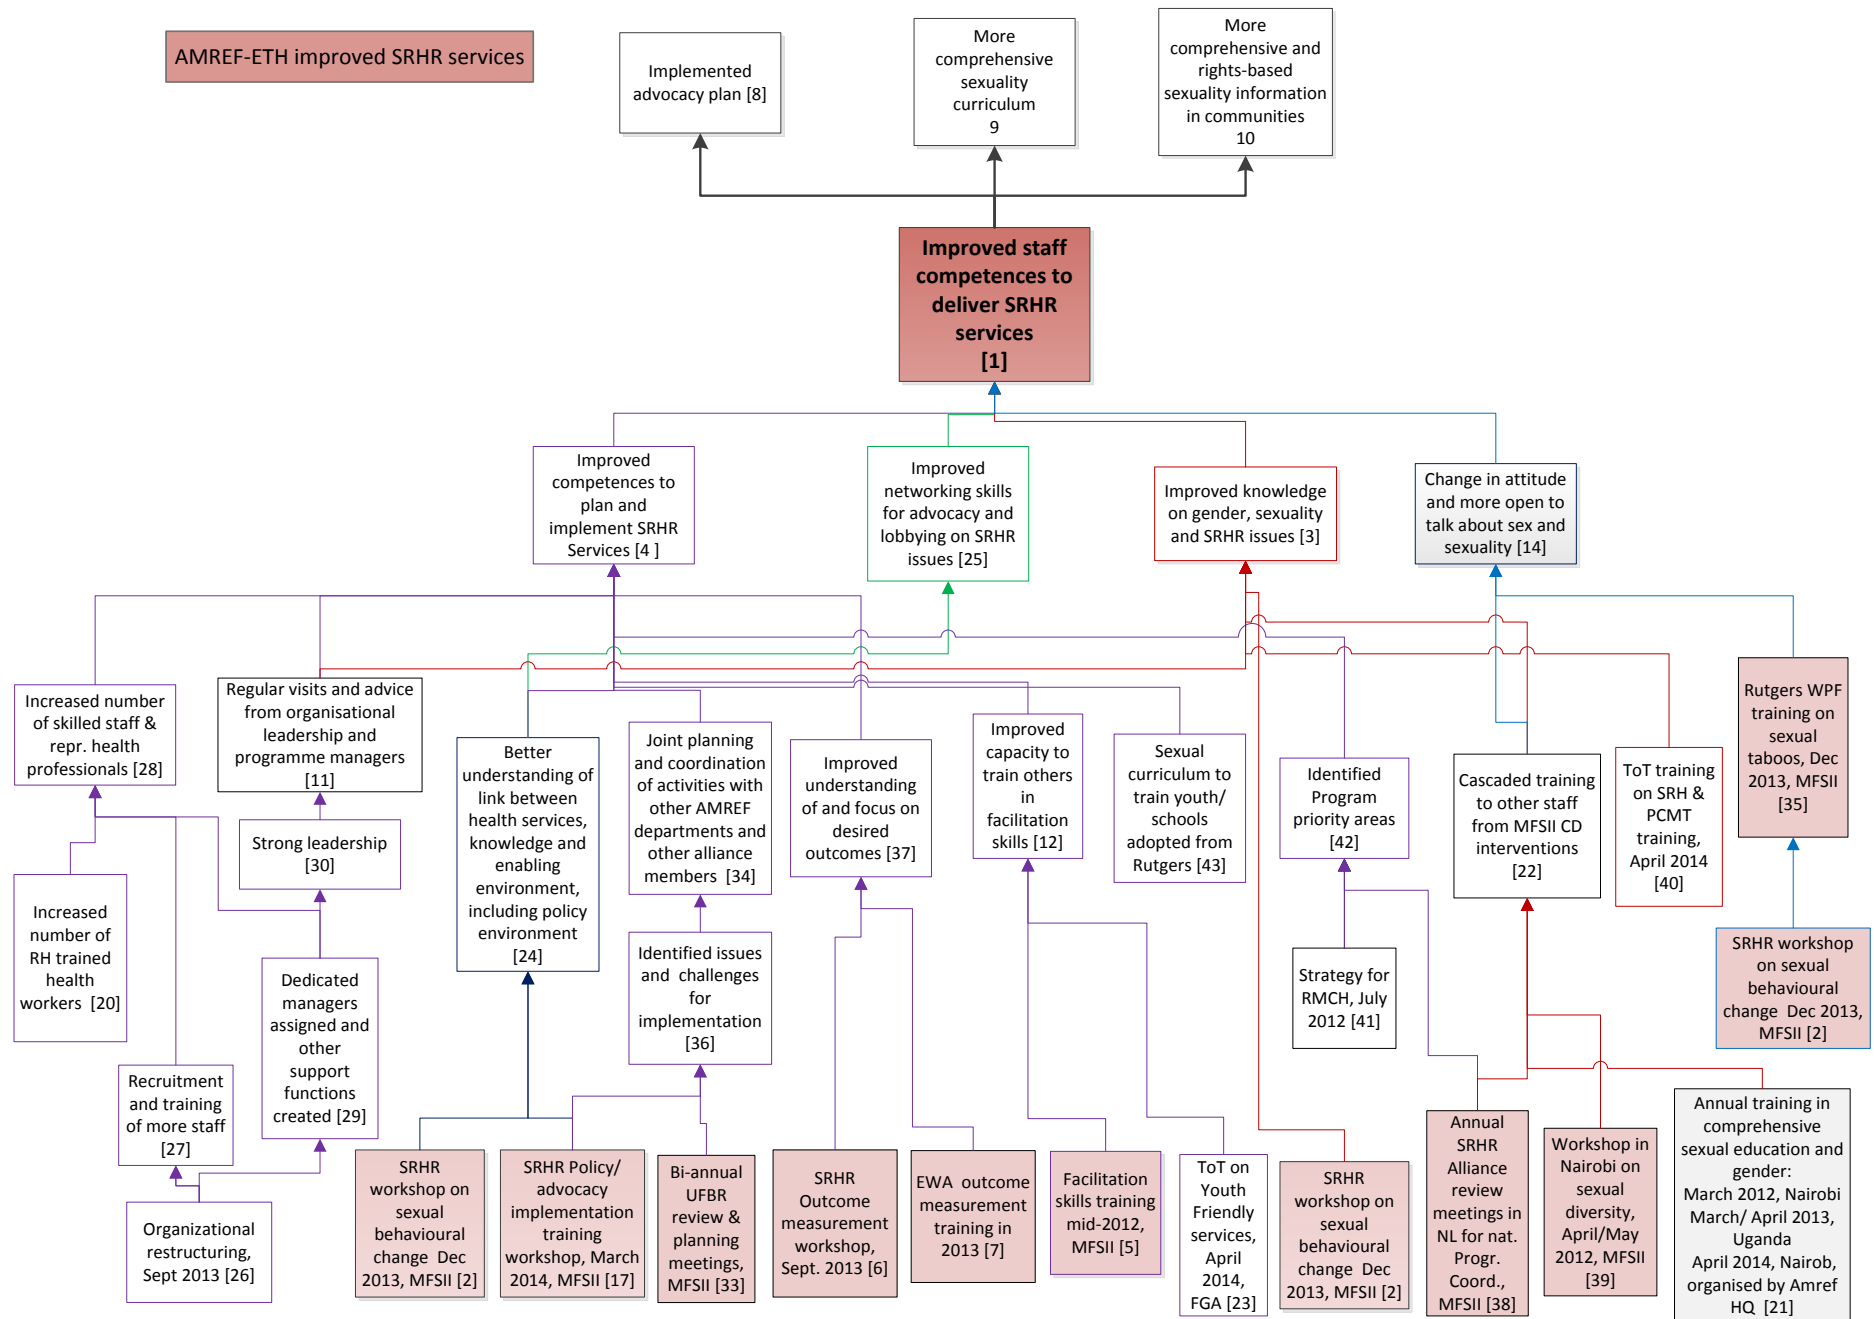 AMREF-ETH improved SRHR services
Implemented
advocacy plan [8]
More
comprehensive
sexuality
curriculum
9
More
comprehensive and
rights-based
sexuality information
in communities
10
Improved staff
competences to
deliver SRHR
services
[1]
Improved
competences to
plan and
implement SRHR
Services [4 ]
Improved
networking skills
for advocacy and
lobbying on SRHR
issues [25]
Improved knowledge
on gender, sexuality
and SRHR issues [3]
Change in attitude
and more open to
talk about sex and
sexuality [14]
Increased number
of skilled staff &
repr. health
professionals [28]
Regular visits and advice
from organisational
leadership and
programme managers
[11]
Better
understanding of
link between
health services,
knowledge and
enabling
environment,
including policy
environment
[24]
Joint planning
and coordination
of activities with
other AMREF
departments and
other alliance
members [34]
Improved
understanding
of and focus on
desired
outcomes [37]
Improved
capacity to
train others
in
facilitation
skills [12]
Sexual
curriculum to
train youth/
schools
adopted from
Rutgers [43]
Identified
Program
priority areas
[42]
Cascaded training
to other staff
from MFSII CD
interventions
[22]
ToT training
on SRH &
PCMT
training,
April 2014
[40]
Rutgers WPF
training on
sexual
taboos, Dec
2013, MFSII
[35]
Strong leadership
[30]
Increased
number of
RH trained
health
workers [20]
Dedicated
managers
assigned and
other
support
functions
created [29]
Identified issues
and challenges
for
implementation
[36]
Strategy for
RMCH, July
2012 [41]
SRHR workshop
on sexual
behavioural
change Dec 2013,
MFSII [2]
Recruitment
and training
of more staff
[27]
Organizational
restructuring,
Sept 2013 [26]
SRHR
workshop on
sexual
behavioural
change Dec
2013, MFSII [2]
SRHR Policy/
advocacy
implementation
training
workshop, March
2014, MFSII [17]
Bi-annual
UFBR
review &
planning
meetings,
MFSII [33]
SRHR
Outcome
measurement
workshop,
Sept. 2013 [6]
EWA outcome
measurement
training in
2013 [7]
Facilitation
skills training
mid-2012,
MFSII [5]
ToT on
Youth
Friendly
services,
April
2014,
FGA [23]
SRHR
workshop on
sexual
behavioural
change Dec
2013, MFSII [2]
Annual
SRHR
Alliance
review
meetings in
NL for nat.
Progr.
Coord.,
MFSII [38]
Workshop in
Nairobi on
sexual
diversity,
April/May
2012, MFSII
[39]
Annual training in
comprehensive
sexual education and
gender:
March 2012, Nairobi
March/ April 2013,
Uganda
April 2014, Nairob,
organised by Amref
HQ [21]